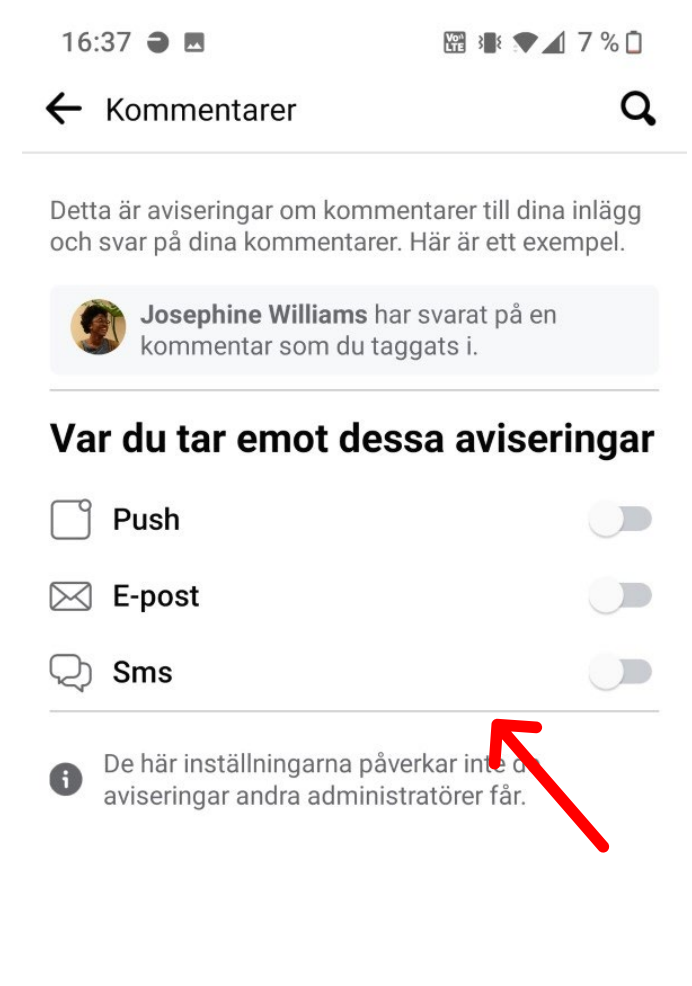 16:37 VoLTE 7 %
Kommentarer
Detta är aviseringar om kommentarer till dina inlägg
och svar på dina kommentarer. Här är ett exempel.
Josephine Williams har svarat på en
kommentar som du taggats i.
Var du tar emot dessa aviseringar
Push
E-post
Sms
De här inställningarna påverkar inte de
aviseringar andra administratörer får.